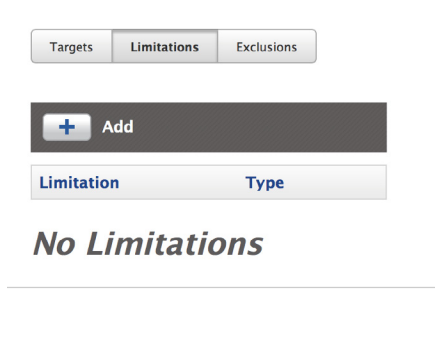 Targets Limitations Exclusions
Add
Limitation Type
No Limitations